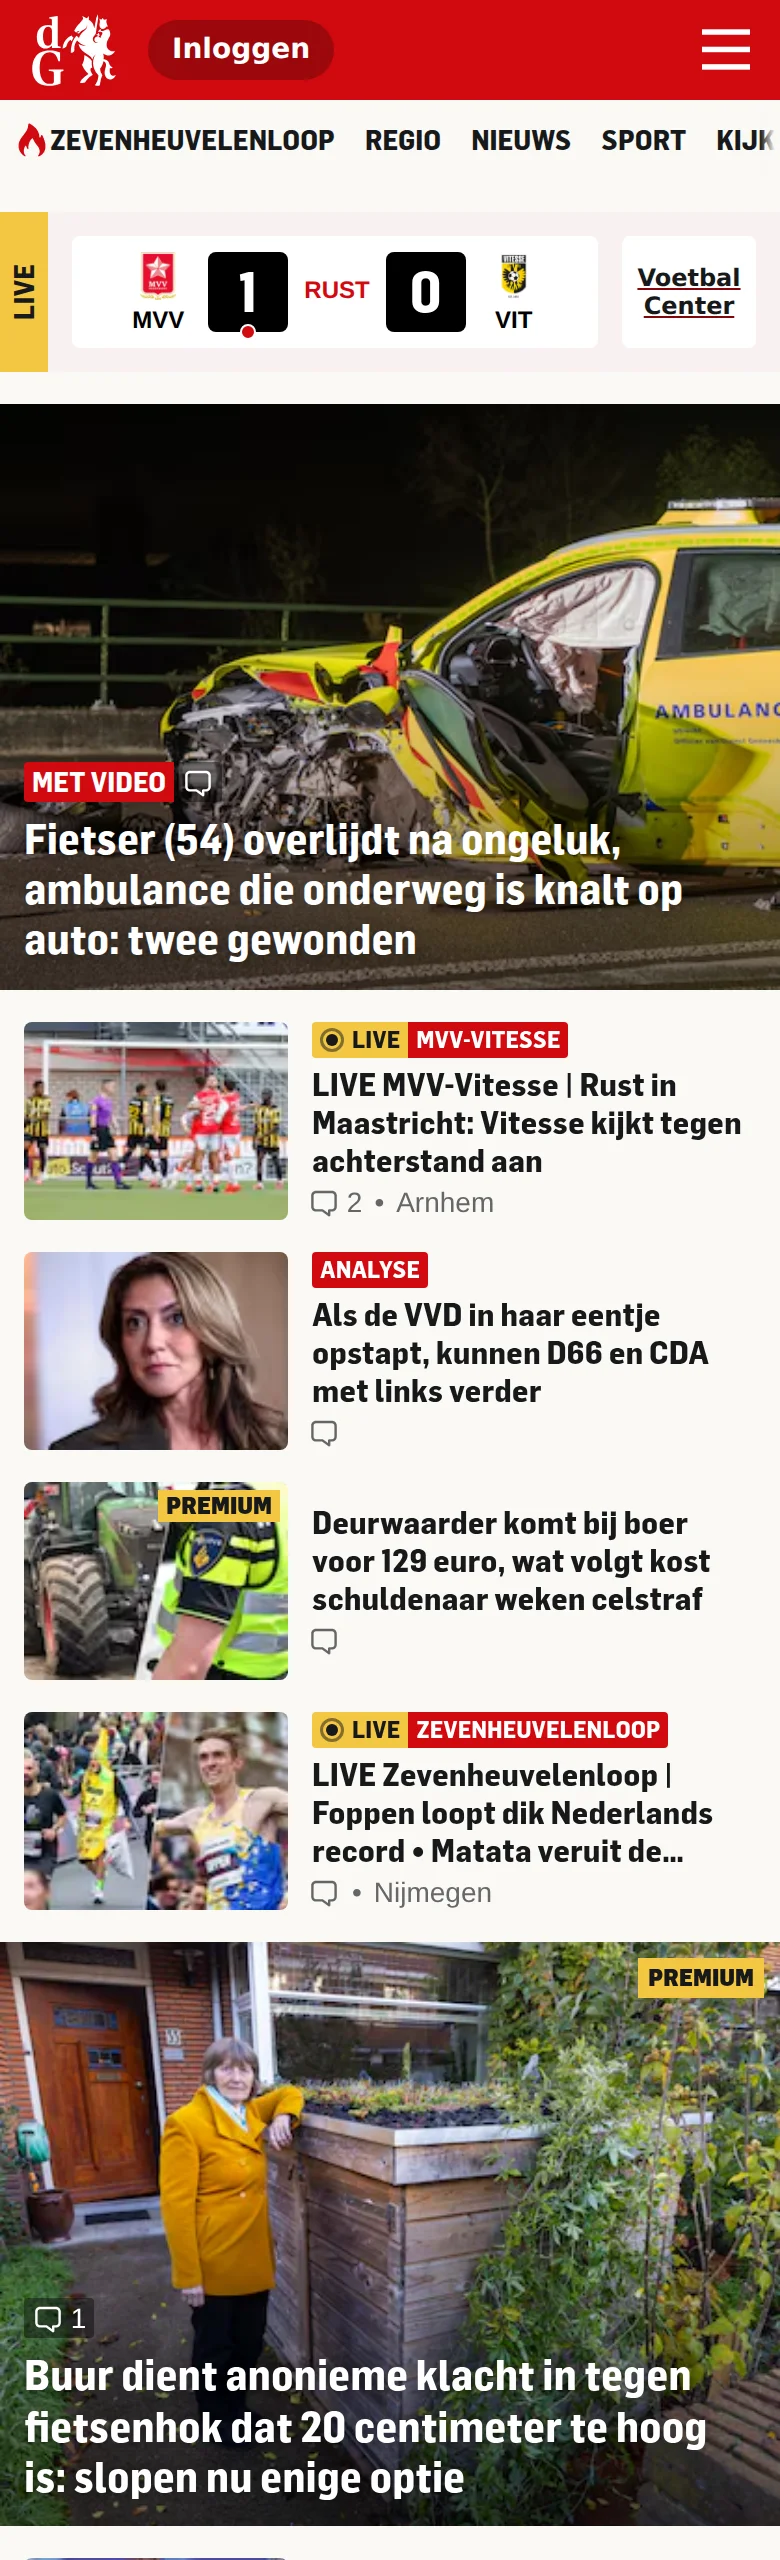 dG
Inloggen
ZEVENHEUVELENLOOP REGIO NIEUWS SPORT KIJK
LIVE
MVV
1
RUST
0
VITESSE
VIT
MVV
Voetbal
Center
AMBULANC
MET VIDEO
Fietser (54) overlijdt na ongeluk,
ambulance die onderweg is knalt op
auto: twee gewonden
LIVE MVV-VITESSE
LIVE MVV-Vitesse | Rust in
Maastricht: Vitesse kijkt tegen
achterstand aan
2 • Arnhem
ANALYSE
Als de VVD in haar eentje
opstapt, kunnen D66 en CDA
met links verder
PREMIUM
Deurwaarder komt bij boer
voor 129 euro, wat volgt kost
schuldenaar weken celstraf
LIVE ZEVENHEUVELENLOOP
LIVE Zevenheuvelenloop |
Foppen loopt dik Nederlands
record • Matata veruit de...
• Nijmegen
PREMIUM
1
Buur dient anonieme klacht in tegen
fietsenhok dat 20 centimeter te hoog
is: slopen nu enige optie